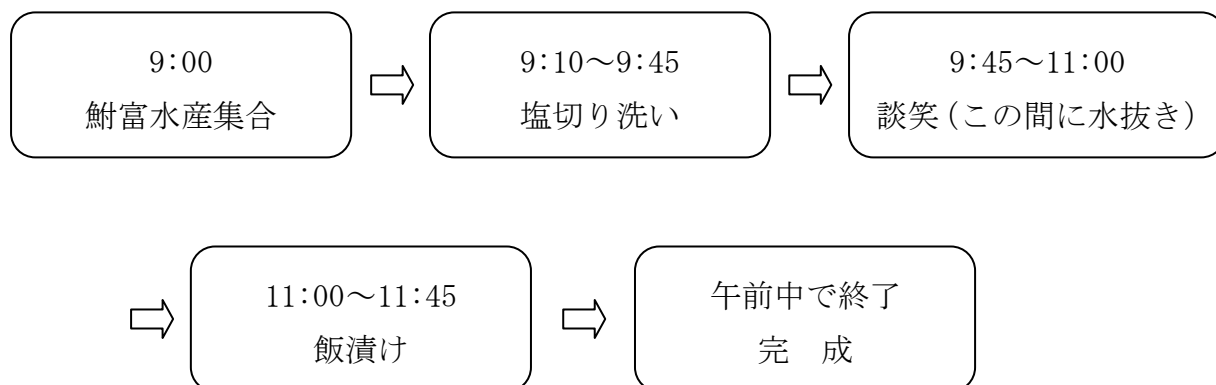 9:00
鮒富水産集合
9:10～9:45
塩切り洗い
9:45～11:00
談笑(この間に水抜き)
11:00～11:45
飯漬け
午前中で終了
完　成